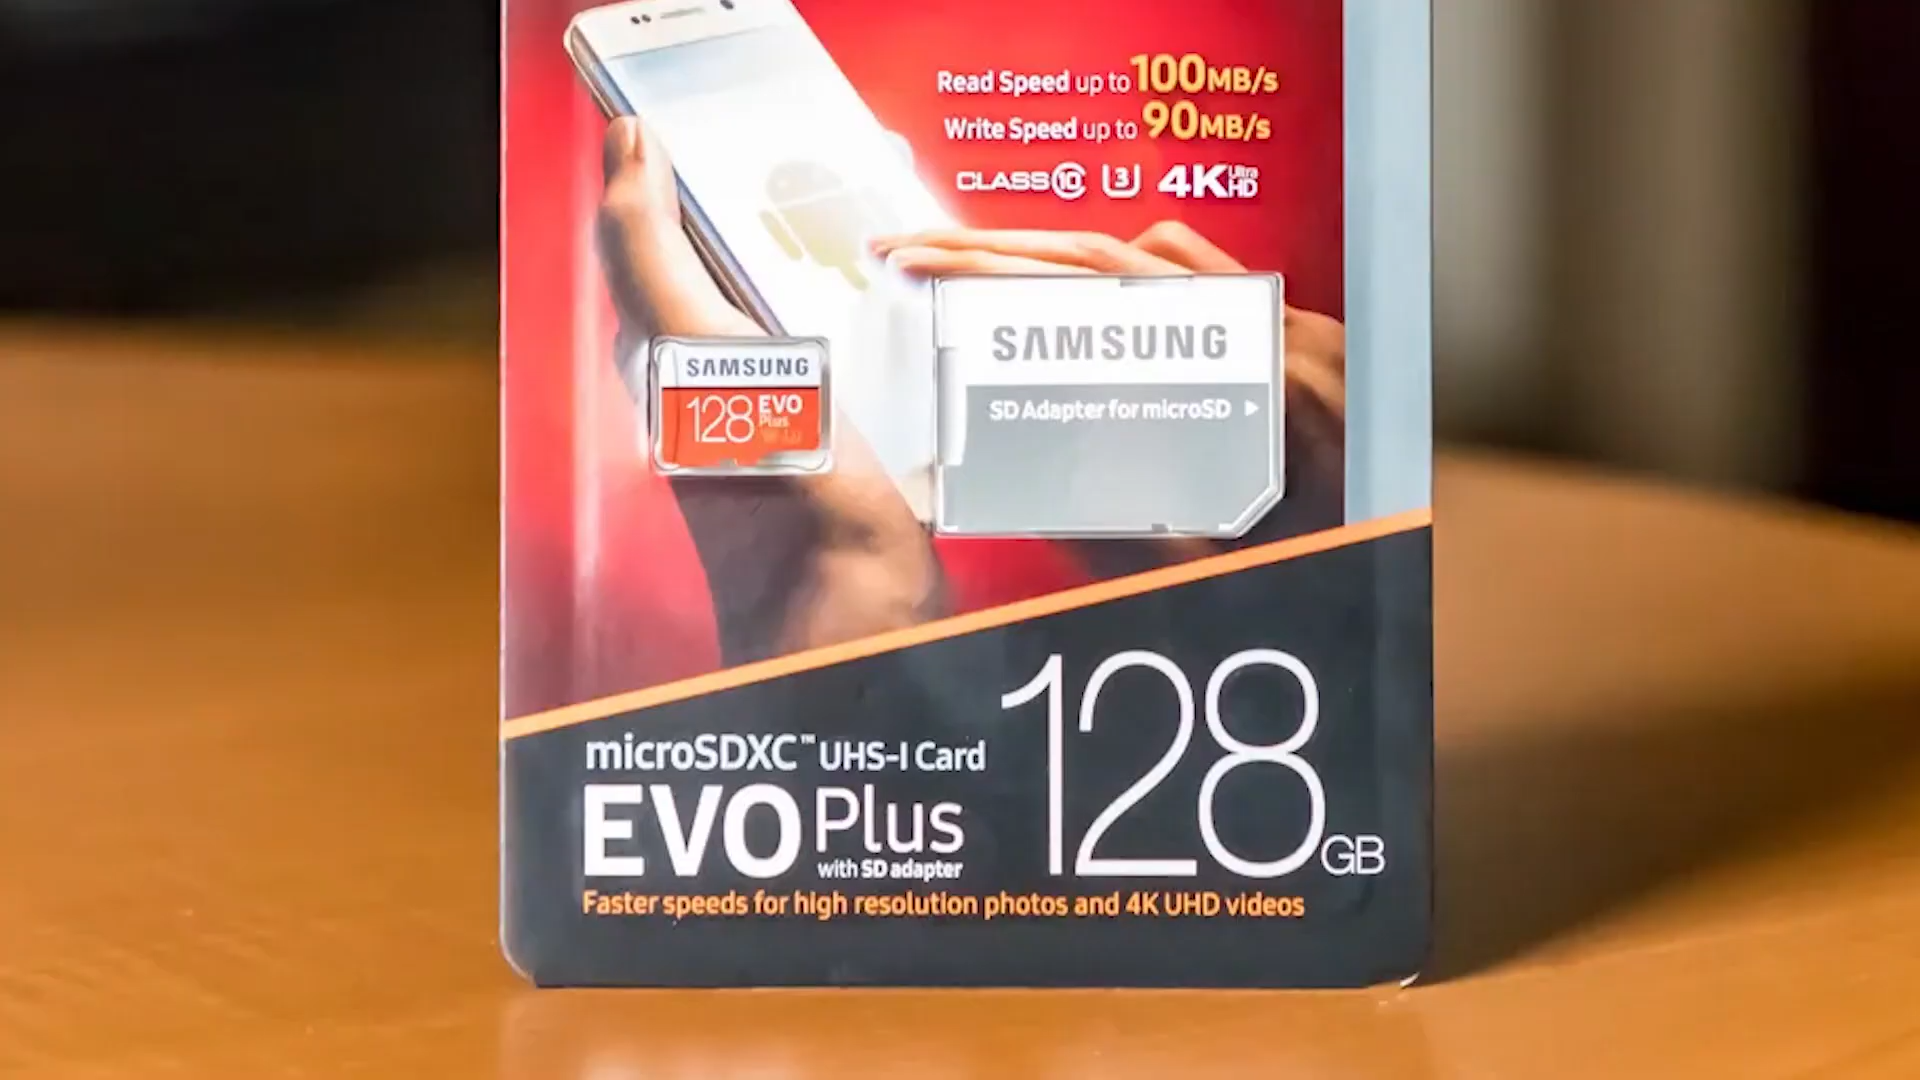 Read Speed up to 100MB/s
Write Speed up to 90MB/s
CLASS 10 U3 4K Ultra HD
SAMSUNG
128 EVO Plus
SAMSUNG
SD Adapter for microSD
microSDXC™ UHS-I Card
EVO Plus
with SD adapter
128GB
Faster speeds for high resolution photos and 4K UHD videos